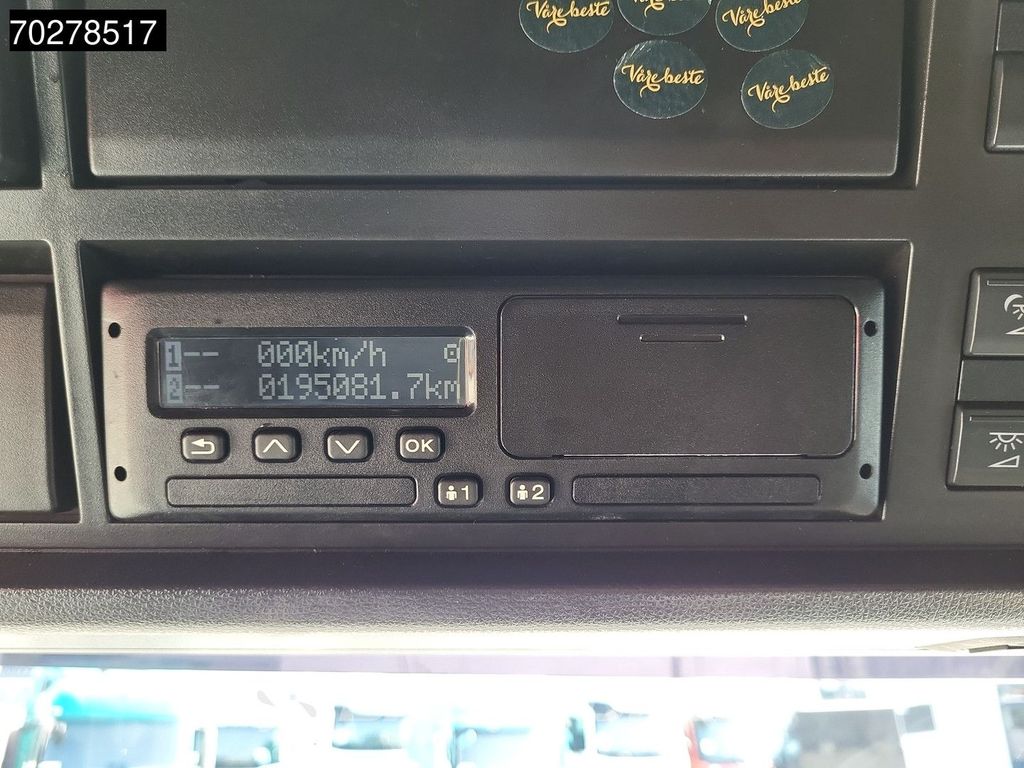 70278517
Våre beste
Våre beste
Våre beste
Våre beste
1-- 000km/h
2-- 0195081.7km
OK
1 2